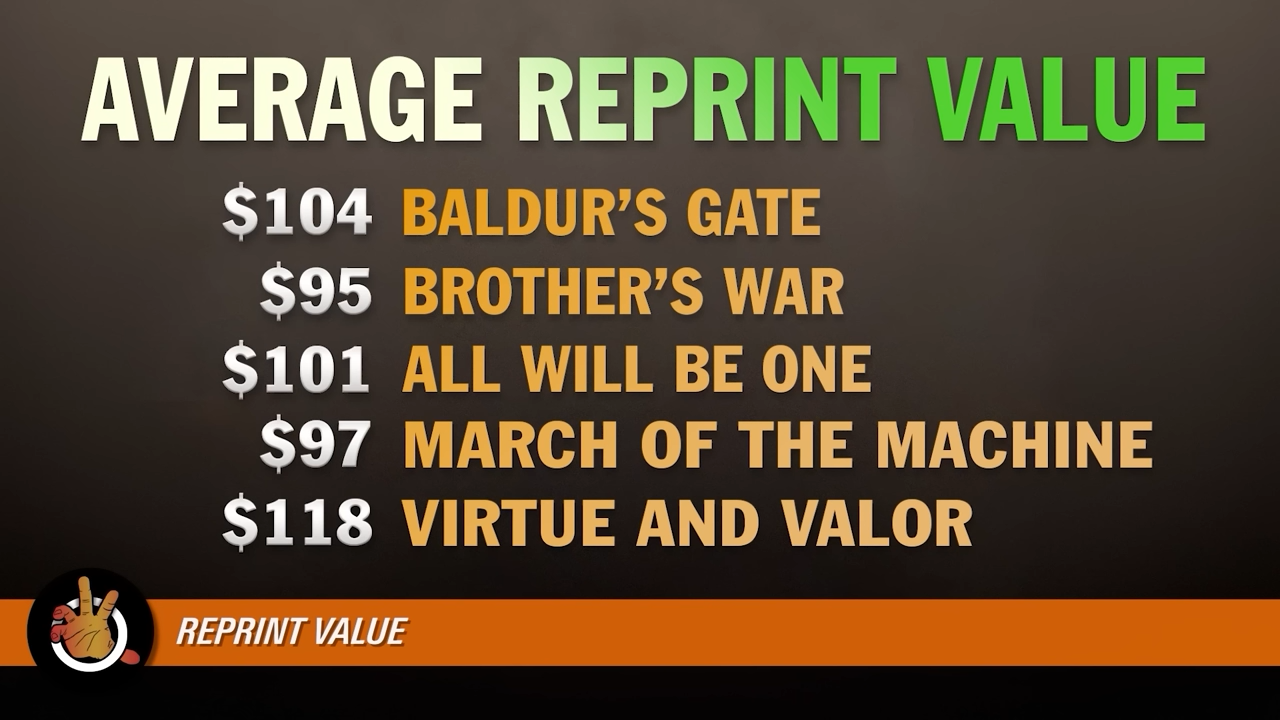 AVERAGE REPRINT VALUE
$104 BALDUR’S GATE
$95 BROTHER’S WAR
$101 ALL WILL BE ONE
$97 MARCH OF THE MACHINE
$118 VIRTUE AND VALOR
REPRINT VALUE